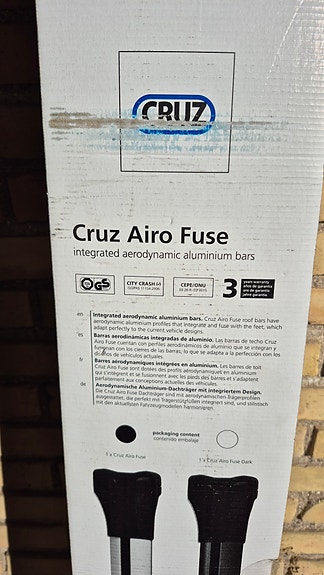 CRUZ
Cruz Airo Fuse
integrated aerodynamic aluminium bars
GS
CITY CRASH
CEPE/ONU
3 years warranty
años de garantía
ans de garantie
Jahre Garantie
en Integrated aerodynamic aluminium bars. Cruz Airo Fuse roof bars have
aerodynamic aluminium profiles that integrate and fuse with the feet, which
adapt perfectly to the current vehicle designs.
es Barras aerodinámicas integradas de aluminio. Las barras de techo Cruz
Airo Fuse cuentan con perfiles aerodinámicos de aluminio que se integran y
fusionan con los cierres de las barras, lo que se adapta a la perfección con los
diseños de vehículos actuales.
fr Barres aérodynamiques intégrées en aluminium. Les barres de toit
Cruz Airo Fuse sont dotées des profils aérodynamiques en aluminium
qui s'intègrent et se fusionnent avec les pieds des barres et s'adaptent
parfaitement aux conceptions actuelles des véhicules.
de Aerodynamische Aluminium-Dachträger mit integriertem Design.
Die Cruz Airo Fuse Dachträger sind mit aerodynamischen Trägerprofilen
ausgestattet, die perfekt mit Trägerstützfüßen integriert sind, und stilistisch
mit den aktuellsten Fahrzeugmodellen harmonieren.
packaging content
contenido embalaje
1 x Cruz Airo Fuse
1 x Cruz Airo Fuse Dark